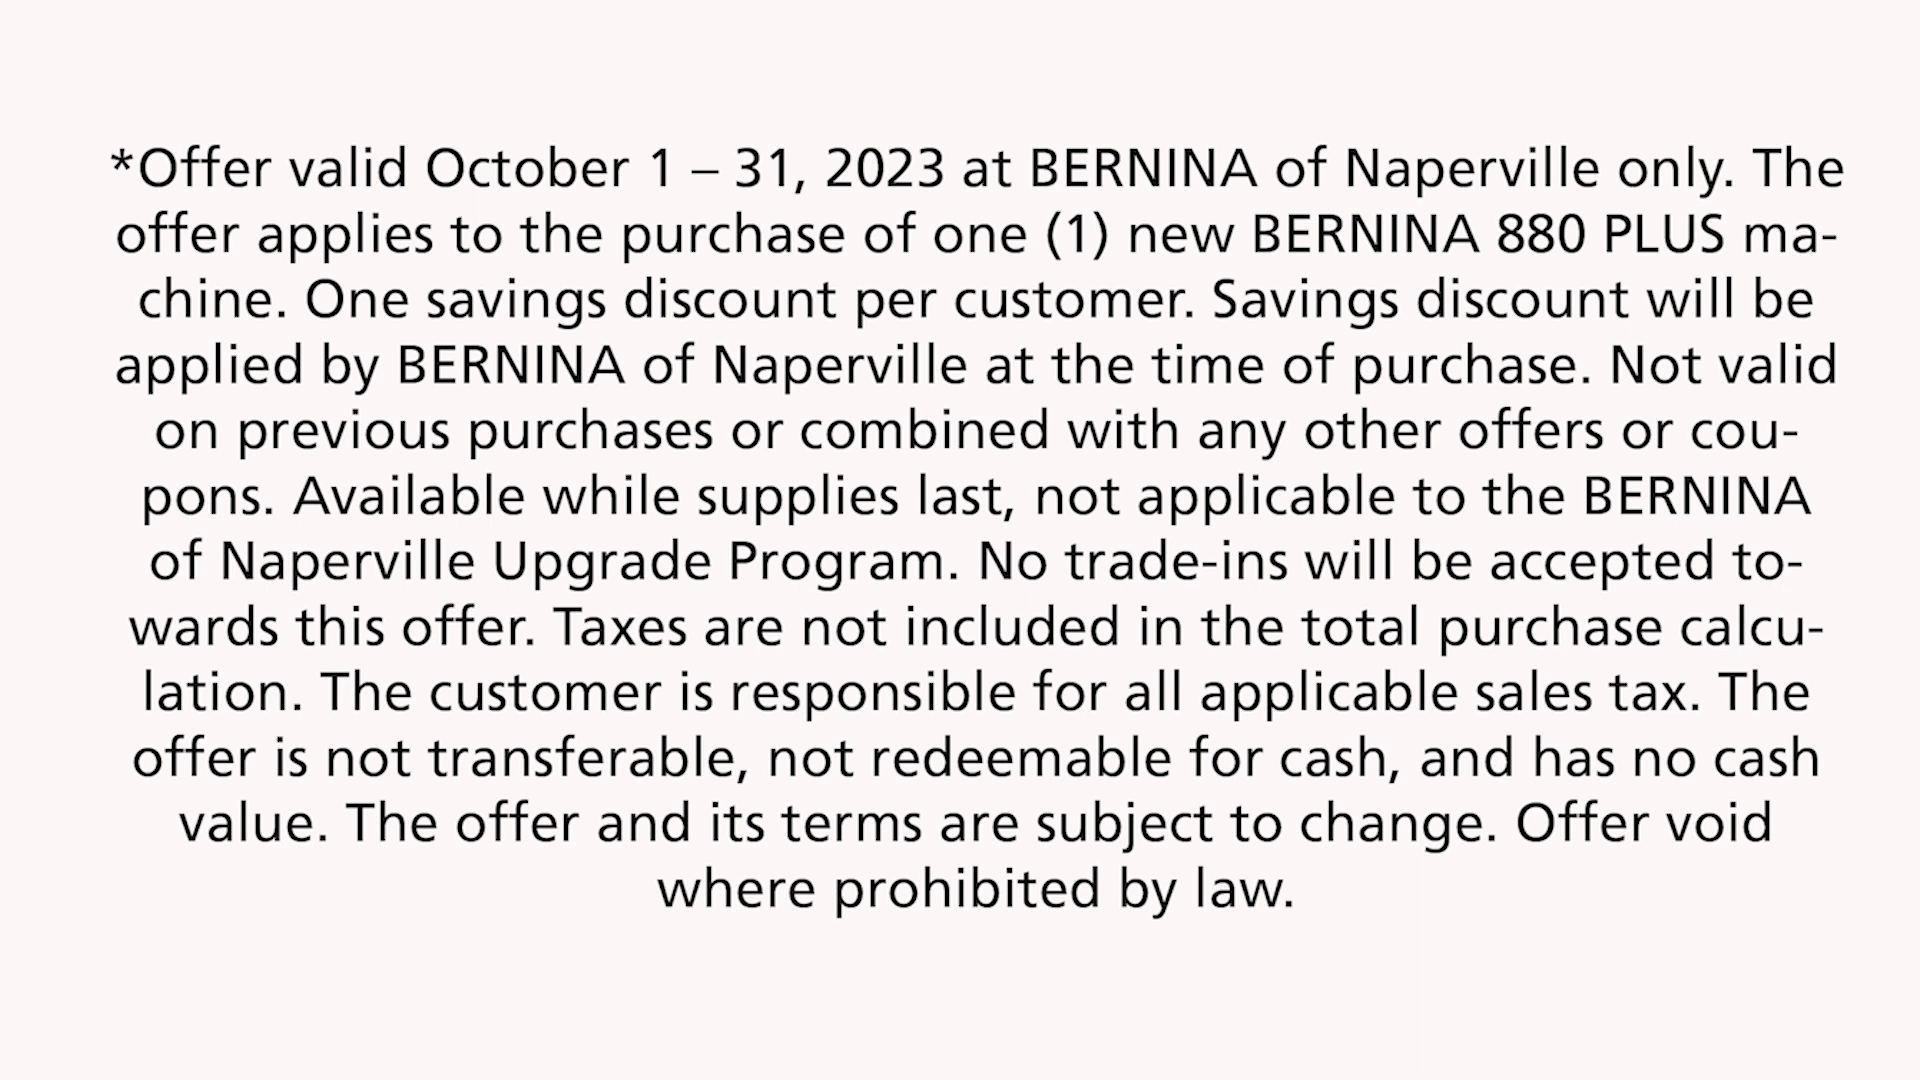 *Offer valid October 1 – 31, 2023 at BERNINA of Naperville only. The
offer applies to the purchase of one (1) new BERNINA 880 PLUS ma-
chine. One savings discount per customer. Savings discount will be
applied by BERNINA of Naperville at the time of purchase. Not valid
on previous purchases or combined with any other offers or cou-
pons. Available while supplies last, not applicable to the BERNINA
of Naperville Upgrade Program. No trade-ins will be accepted to-
wards this offer. Taxes are not included in the total purchase calcu-
lation. The customer is responsible for all applicable sales tax. The
offer is not transferable, not redeemable for cash, and has no cash
value. The offer and its terms are subject to change. Offer void
where prohibited by law.